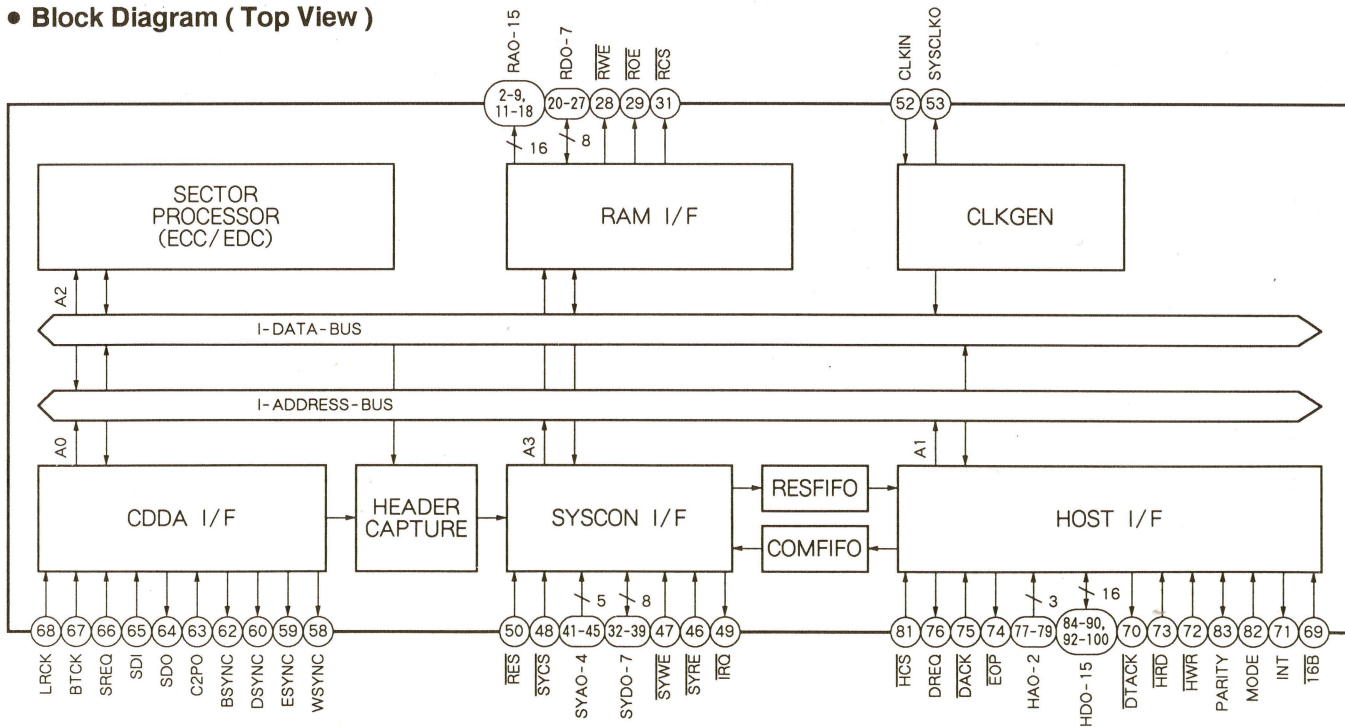 • Block Diagram ( Top View )
RAO-15
RDO-7
RWE
ROE
RCS
CLKIN
SYSCLKO
2-9,
11-18
20-27
28
29
31
52
53
16
8
SECTOR
PROCESSOR
(ECC/EDC)
RAM I/F
CLKGEN
A2
I-DATA-BUS
I-ADDRESS-BUS
A0
A3
A1
CDDA I/F
HEADER
CAPTURE
SYSCON I/F
RESFIFO
COMFIFO
HOST I/F
5
8
3
16
68
67
66
65
64
63
62
60
59
58
50
48
41-45
32-39
47
46
49
81
76
75
74
77-79
84-90,
92-100
70
73
72
83
82
71
69
LRCK
BTCK
SREQ
SDI
SDO
C2PO
BSYNC
DSYNC
ESYNC
WSYNC
RES
SYCS
SYAO-4
SYDO-7
SYWE
SYRE
IRQ
HCS
DREQ
DACK
EOP
HAO-2
HDO-15
DTACK
HRD
HWR
PARITY
MODE
INT
16B